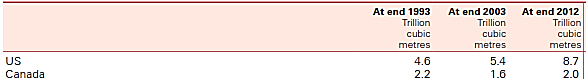 At end 1993 At end 2003 At end 2012
Trillion Trillion Trillion
cubic cubic cubic
metres metres metres
US 4.6 5.4 8.7
Canada 2.2 1.6 2.0